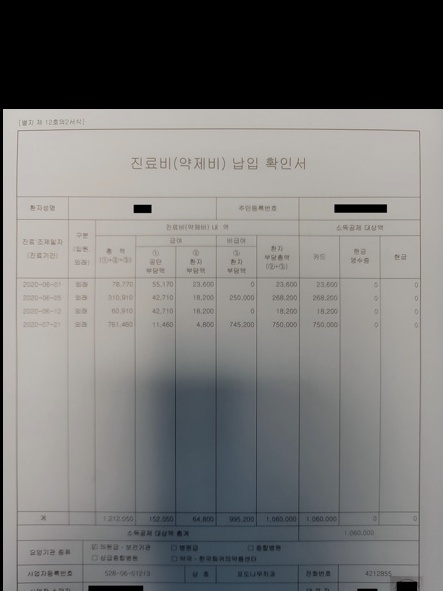 [별지 제 12호의2서식]
진료비(약제비) 납입 확인서
환자성명 주민등록번호
진료비(약제비) 내 역 소득공제 대상액
진료 조제일자 (진료기간) 구분 (입원, 외래) 총 액 (①+②+③) 급여 ① 공단 부담액 ② 환자 부담액 비급여 ③ 환자 부담액 환자 부담총액 (②+③) 카드 현금 영수증 현금
2020-06-01 외래 78,770 55,170 23,600 0 23,600 23,600 0 0
2020-06-05 외래 310,910 42,710 18,200 250,000 268,200 268,200 0 0
2020-06-12 외래 60,910 42,710 18,200 0 18,200 18,200 0 0
2020-07-21 외래 761,460 11,460 4,800 745,200 750,000 750,000 0 0
계 152,050 64,800 995,200 1,060,000 1,060,000 0 0
소득공제 대상액 총계 1,060,000
요양기관 종류 ☑ 의원급 · 보건기관 □ 병원급 □ 종합병원
□ 상급종합병원 □ 약국 · 한국희귀의약품센터
사업자등록번호 528-96-01213 상 호 포도나무치과 전화번호 4212855